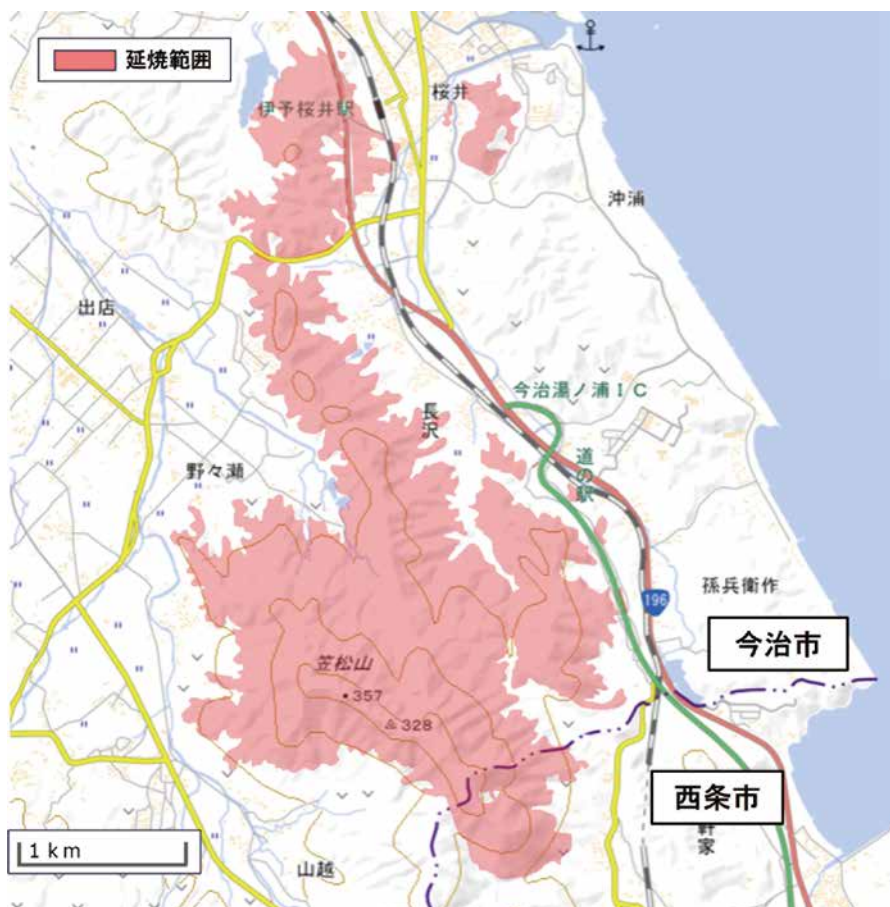 延焼範囲
桜井
伊予桜井駅
沖浦
出店
今治湯ノ浦IC
長沢
道の駅
野々瀬
孫兵衛作
196
今治市
笠松山
357
328
西条市
軒家
1km
山越